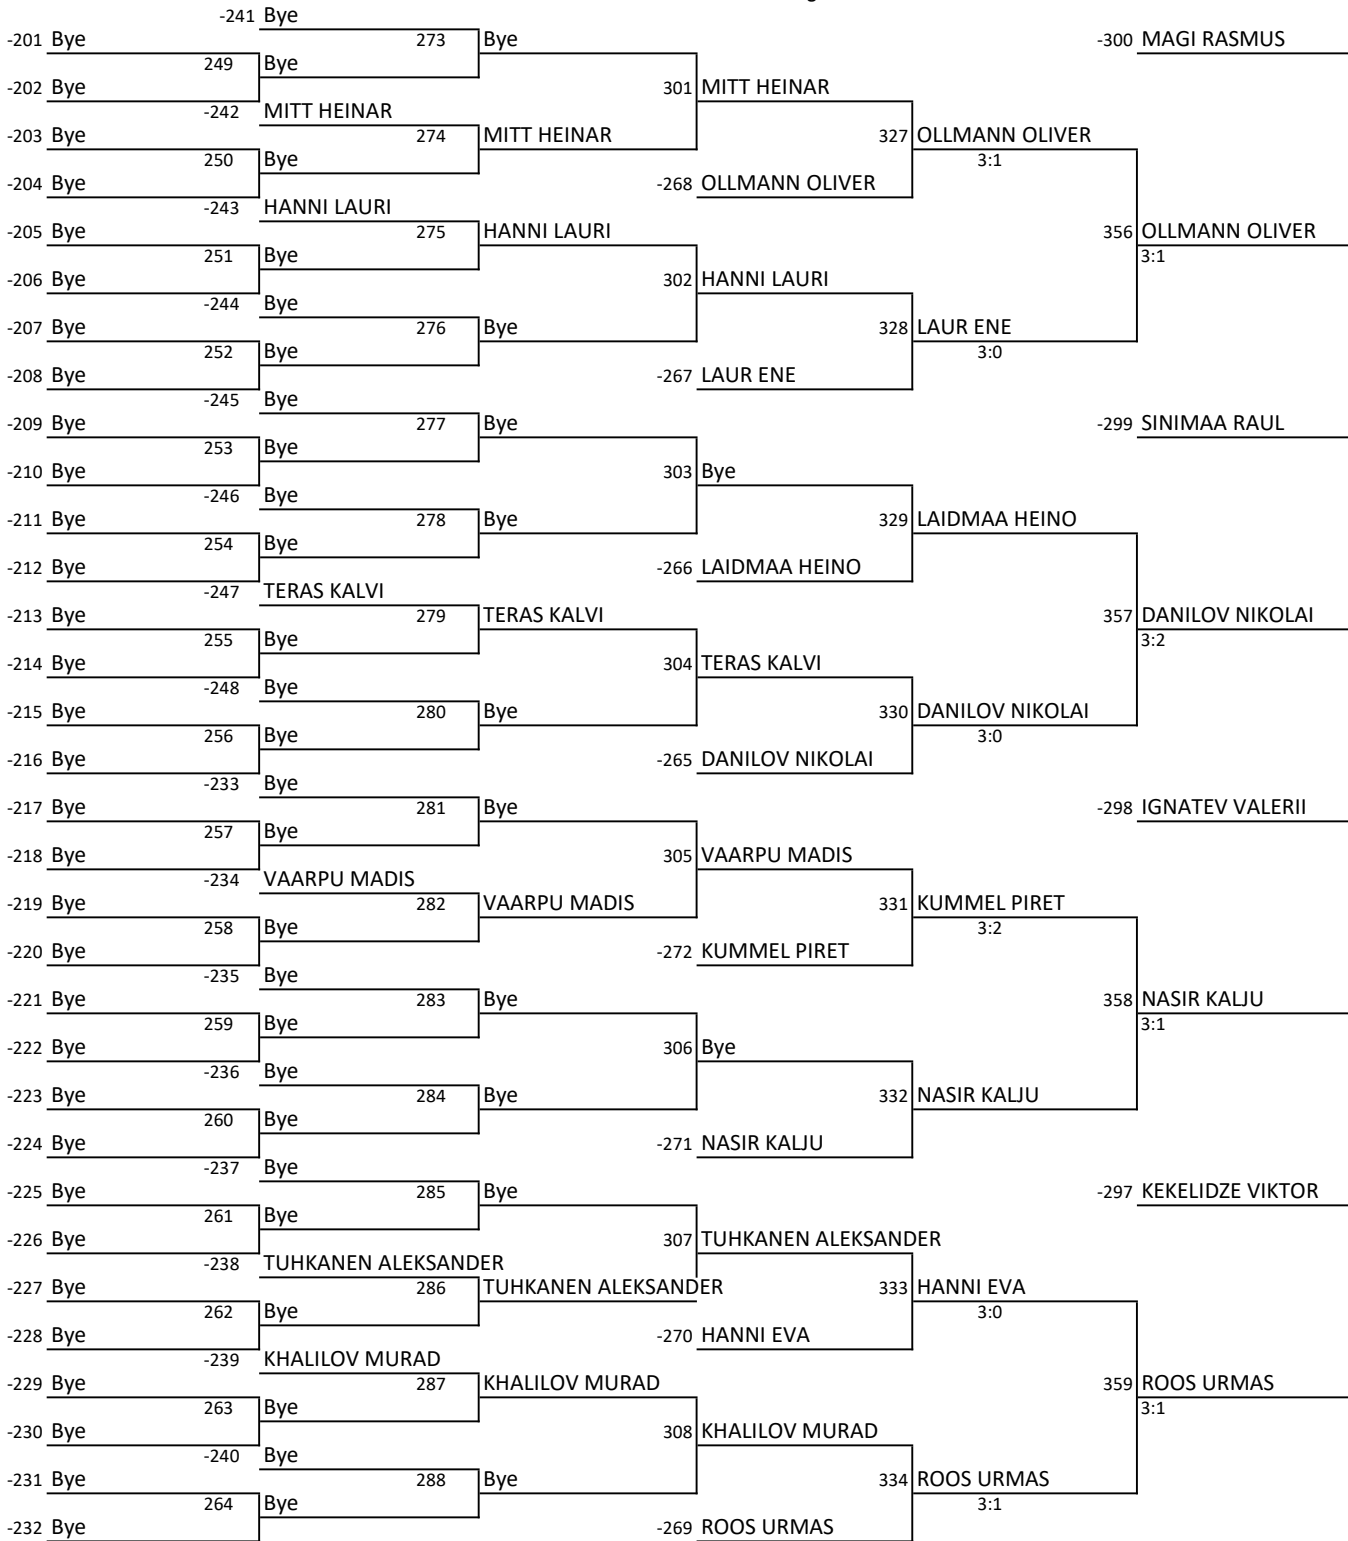 -241 Bye
-201 Bye 273 Bye -300 MAGI RASMUS
249 Bye
-202 Bye 301 MITT HEINAR
-242 MITT HEINAR
-203 Bye 274 MITT HEINAR 327 OLLMANN OLIVER
250 Bye 3:1
-204 Bye -268 OLLMANN OLIVER
-243 HANNI LAURI
-205 Bye 275 HANNI LAURI 356 OLLMANN OLIVER
251 Bye 3:1
-206 Bye 302 HANNI LAURI
-244 Bye
-207 Bye 276 Bye 328 LAUR ENE
252 Bye 3:0
-208 Bye -267 LAUR ENE
-245 Bye
-209 Bye 277 Bye -299 SINIMAA RAUL
253 Bye
-210 Bye 303 Bye
-246 Bye
-211 Bye 278 Bye 329 LAIDMAA HEINO
254 Bye
-212 Bye -266 LAIDMAA HEINO
-247 TERAS KALVI
-213 Bye 279 TERAS KALVI 357 DANILOV NIKOLAI
255 Bye 3:2
-214 Bye 304 TERAS KALVI
-248 Bye
-215 Bye 280 Bye 330 DANILOV NIKOLAI
256 Bye 3:0
-216 Bye -265 DANILOV NIKOLAI
-233 Bye
-217 Bye 281 Bye -298 IGNATEV VALERII
257 Bye
-218 Bye 305 VAARPU MADIS
-234 VAARPU MADIS
-219 Bye 282 VAARPU MADIS 331 KUMMEL PIRET
258 Bye 3:2
-220 Bye -272 KUMMEL PIRET
-235 Bye
-221 Bye 283 Bye 358 NASIR KALJU
259 Bye 3:1
-222 Bye 306 Bye
-236 Bye
-223 Bye 284 Bye 332 NASIR KALJU
260 Bye
-224 Bye -271 NASIR KALJU
-237 Bye
-225 Bye 285 Bye -297 KEKELIDZE VIKTOR
261 Bye
-226 Bye 307 TUHKANEN ALEKSANDER
-238 TUHKANEN ALEKSANDER
-227 Bye 286 TUHKANEN ALEKSANDER 333 HANNI EVA
262 Bye 3:0
-228 Bye -270 HANNI EVA
-239 KHALILOV MURAD
-229 Bye 287 KHALILOV MURAD 359 ROOS URMAS
263 Bye 3:1
-230 Bye 308 KHALILOV MURAD
-240 Bye
-231 Bye 288 Bye 334 ROOS URMAS
264 Bye 3:1
-232 Bye -269 ROOS URMAS